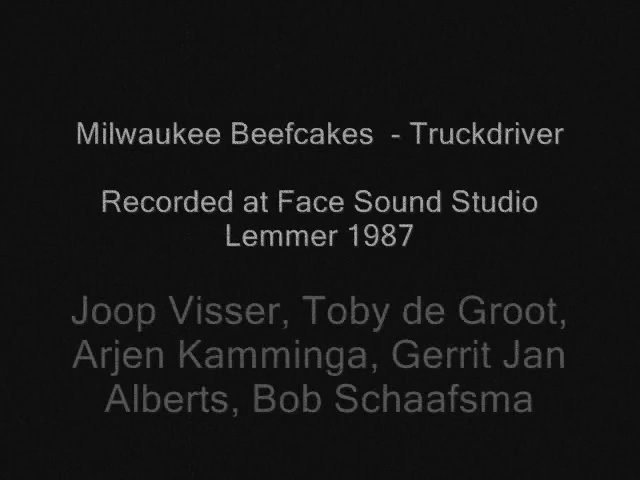 Milwaukee Beefcakes  - Truckdriver
Recorded at Face Sound Studio
Lemmer 1987
Joop Visser, Toby de Groot,
Arjen Kamminga, Gerrit Jan
Alberts, Bob Schaafsma